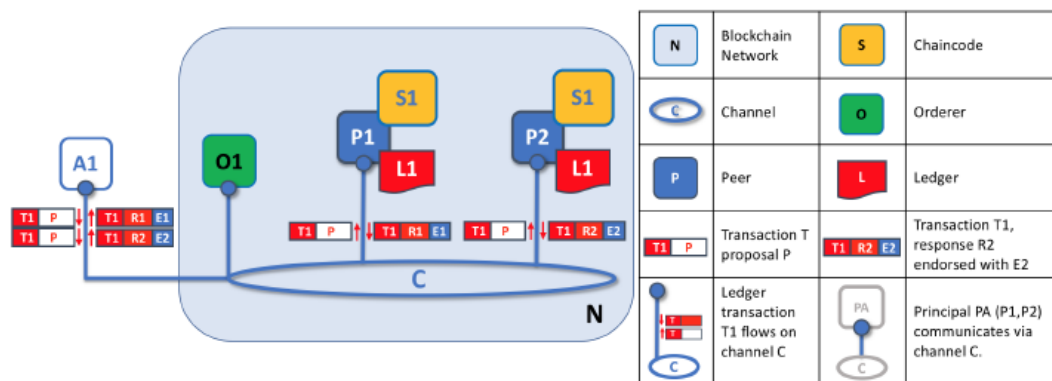 S1
S1
P1
P2
A1
O1
L1
L1
T1 P T1 R1 E1
T1 P T1 R2 E2
T1 P T1 R1 E1
T1 P T1 R2 E2
C
N
N
Blockchain
Network
S
Chaincode
C
Channel
O
Orderer
P
Peer
L
Ledger
T1 P
Transaction T
proposal P
T1 R2 E2
Transaction T1,
response R2
endorsed with E2
T
T
C
Ledger
transaction
T1 flows on
channel C
PA
C
Principal PA (P1,P2)
communicates via
channel C.